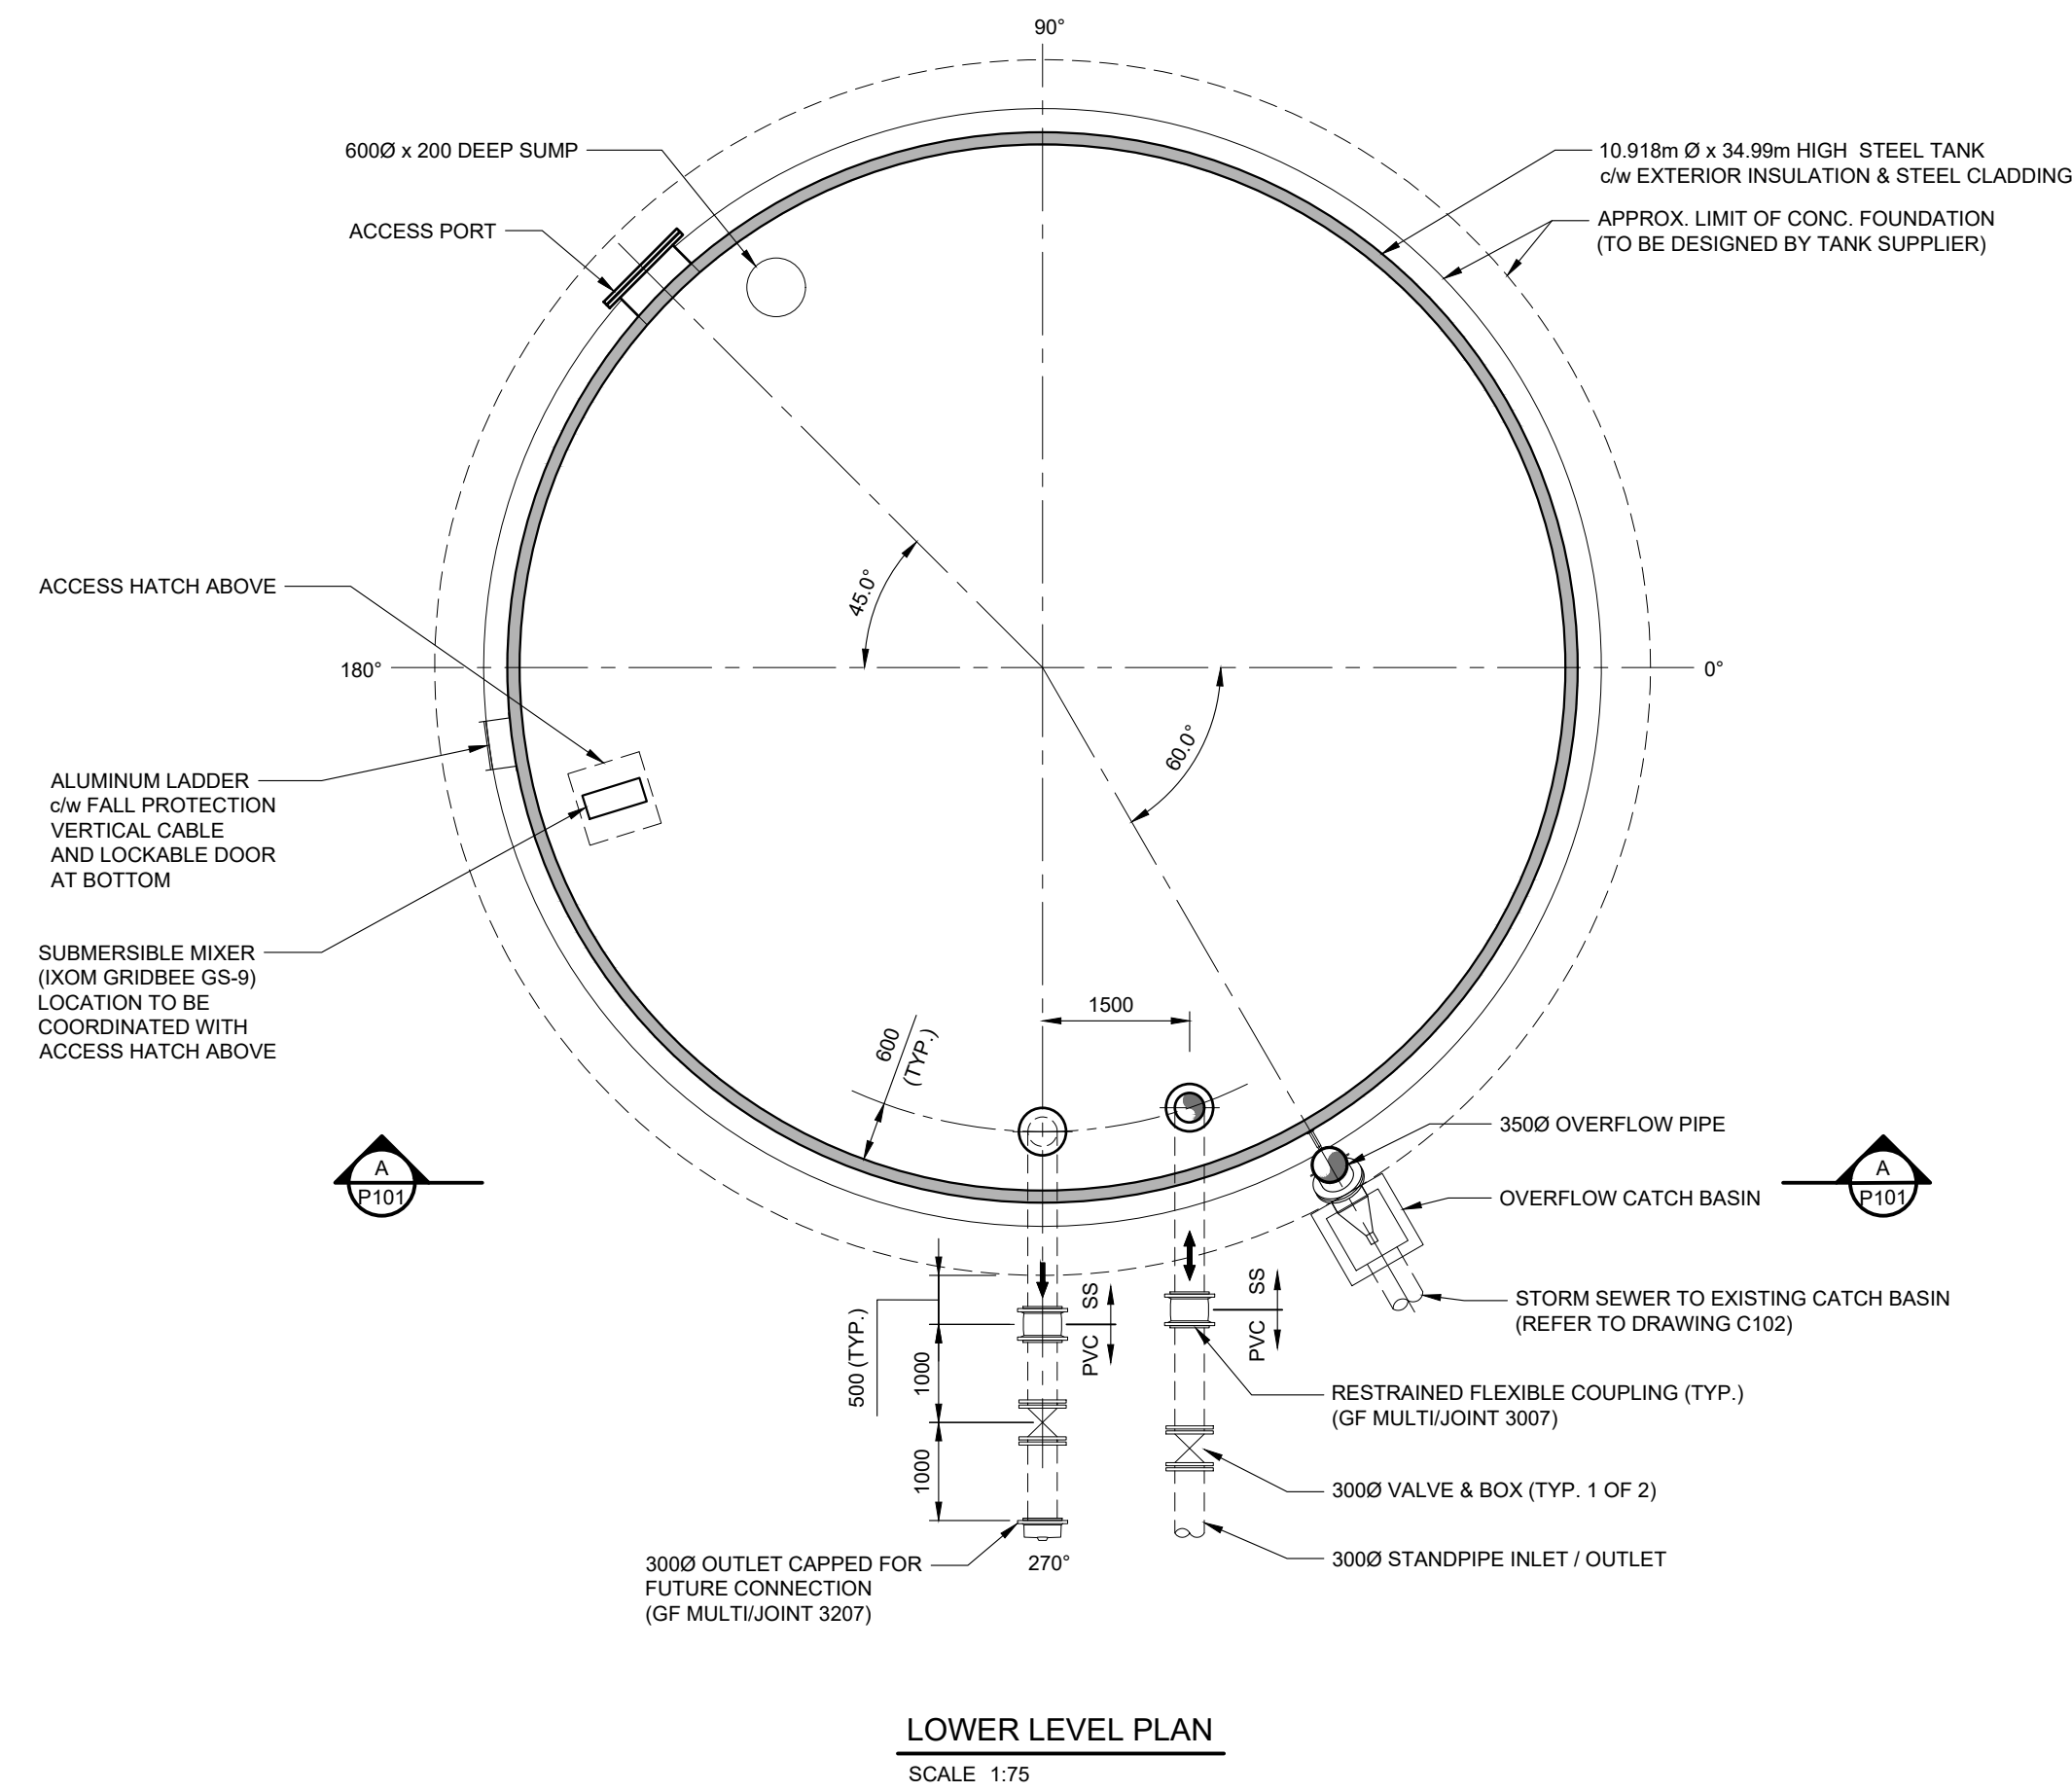 90°
600Ø x 200 DEEP SUMP
ACCESS PORT
10.918m Ø x 34.99m HIGH STEEL TANK
c/w EXTERIOR INSULATION & STEEL CLADDING
APPROX. LIMIT OF CONC. FOUNDATION
(TO BE DESIGNED BY TANK SUPPLIER)
ACCESS HATCH ABOVE
45.0°
180°
0°
60.0°
ALUMINUM LADDER
c/w FALL PROTECTION
VERTICAL CABLE
AND LOCKABLE DOOR
AT BOTTOM
SUBMERSIBLE MIXER
(IXOM GRIDBEE GS-9)
LOCATION TO BE
COORDINATED WITH
ACCESS HATCH ABOVE
1500
600
(TYP.)
A
P101
350Ø OVERFLOW PIPE
OVERFLOW CATCH BASIN
A
P101
STORM SEWER TO EXISTING CATCH BASIN
(REFER TO DRAWING C102)
500 (TYP.)
1000
1000
PVC SS
PVC SS
RESTRAINED FLEXIBLE COUPLING (TYP.)
(GF MULTI/JOINT 3007)
300Ø VALVE & BOX (TYP. 1 OF 2)
300Ø STANDPIPE INLET / OUTLET
300Ø OUTLET CAPPED FOR
FUTURE CONNECTION
(GF MULTI/JOINT 3207)
270°
LOWER LEVEL PLAN
SCALE 1:75